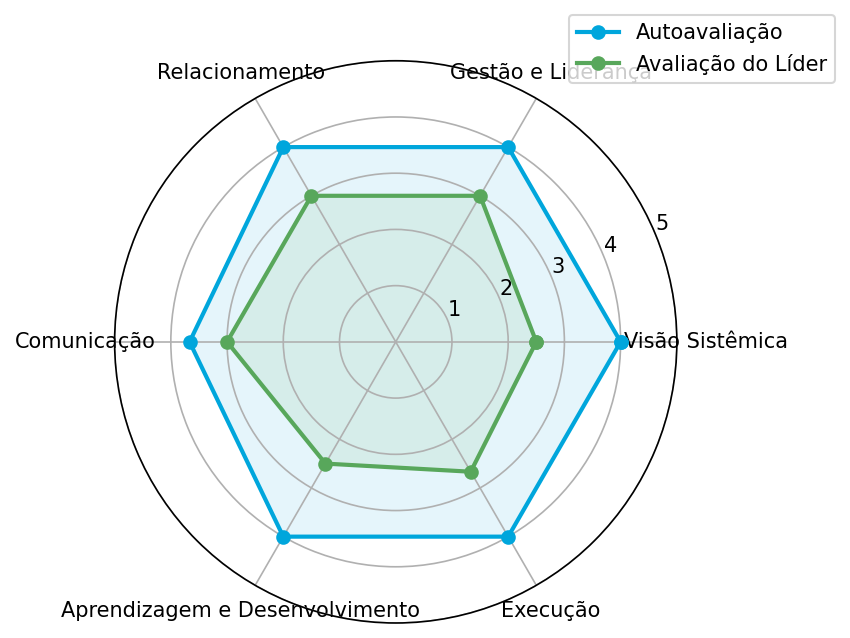 Autoavaliação
Avaliação do Líder
Relacionamento
Gestão e Liderança
5
4
3
2
1
Comunicação
Visão Sistêmica
Aprendizagem e Desenvolvimento
Execução